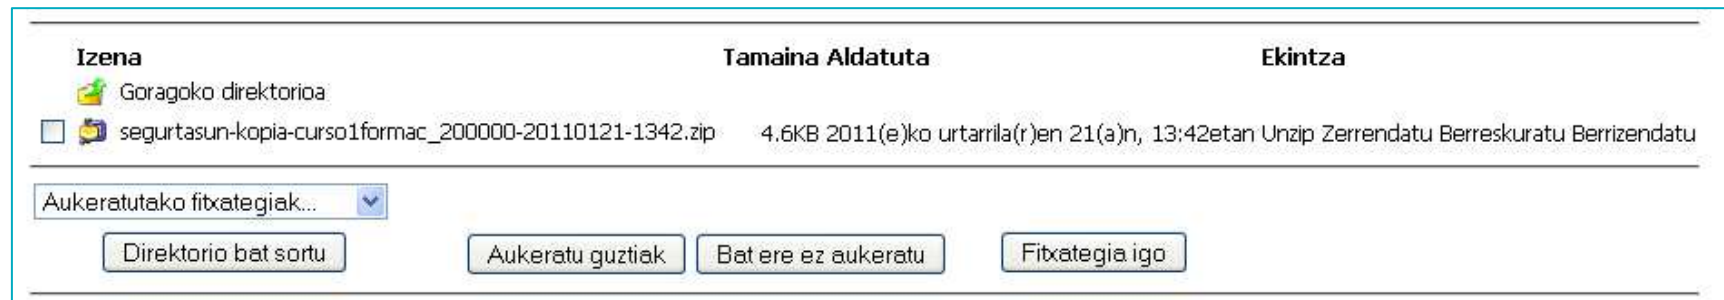 Izena Tamaina Aldatuta Ekintza
Goragoko direktorioa
segurtasun-kopia-curso1formac_200000-20110121-1342.zip 4.6KB 2011(e)ko urtarrila(r)en 21(a)n, 13:42etan Unzip Zerrendatu Berreskuratu Berrizendatu
Aukeratutako fitxategiak...
Direktorio bat sortu Aukeratu guztiak Bat ere ez aukeratu Fitxategia igo